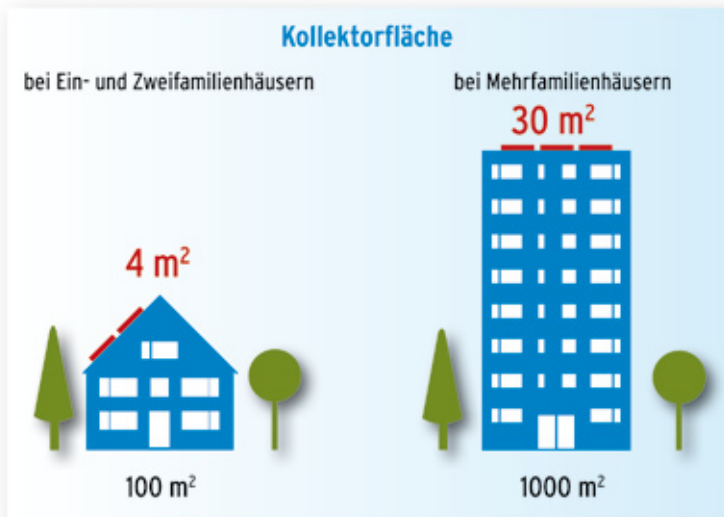 Kollektorfläche
bei Ein- und Zweifamilienhäusern
4 m²
100 m²
bei Mehrfamilienhäusern
30 m²
1000 m²